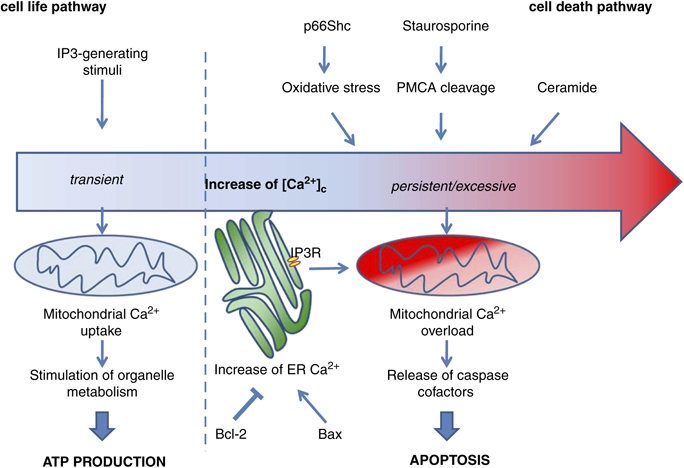 cell life pathway
cell death pathway
IP3-generating
stimuli
p66Shc
Oxidative stress
Staurosporine
PMCA cleavage
Ceramide
transient
Increase of [Ca²⁺]c
persistent/excessive
IP3R
Mitochondrial Ca²⁺
uptake
Stimulation of organelle
metabolism
ATP PRODUCTION
Increase of ER Ca²⁺
Bcl-2
Bax
Mitochondrial Ca²⁺
overload
Release of caspase
cofactors
APOPTOSIS